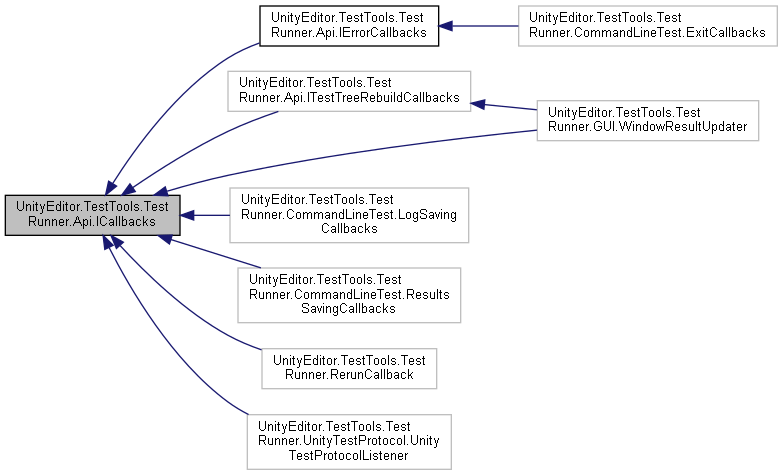 UnityEditor.TestTools.Test
Runner.Api.IErrorCallbacks
UnityEditor.TestTools.Test
Runner.CommandLineTest.ExitCallbacks
UnityEditor.TestTools.Test
Runner.Api.ITestTreeRebuildCallbacks
UnityEditor.TestTools.Test
Runner.GUI.WindowResultUpdater
UnityEditor.TestTools.Test
Runner.Api.ICallbacks
UnityEditor.TestTools.Test
Runner.CommandLineTest.LogSaving
Callbacks
UnityEditor.TestTools.Test
Runner.CommandLineTest.Results
SavingCallbacks
UnityEditor.TestTools.Test
Runner.RerunCallback
UnityEditor.TestTools.Test
Runner.UnityTestProtocol.Unity
TestProtocolListener